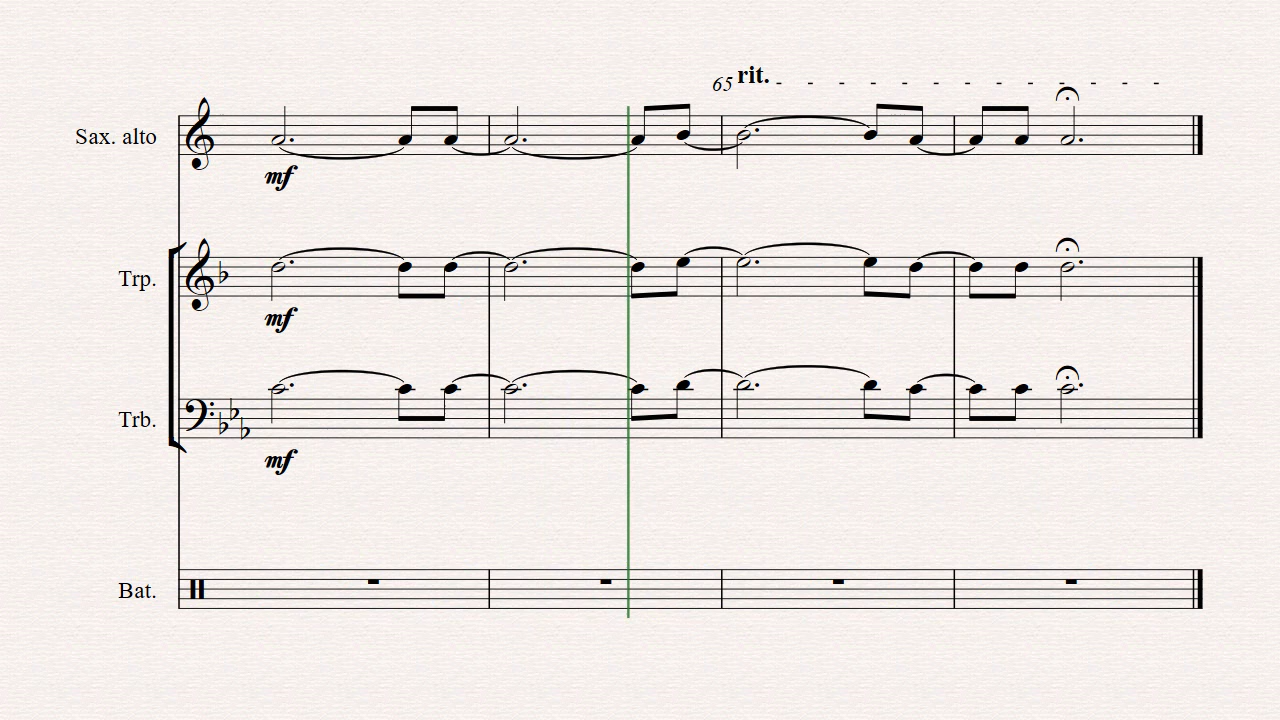 65 rit.
Sax. alto
mf
Trp.
mf
Trb.
mf
Bat.